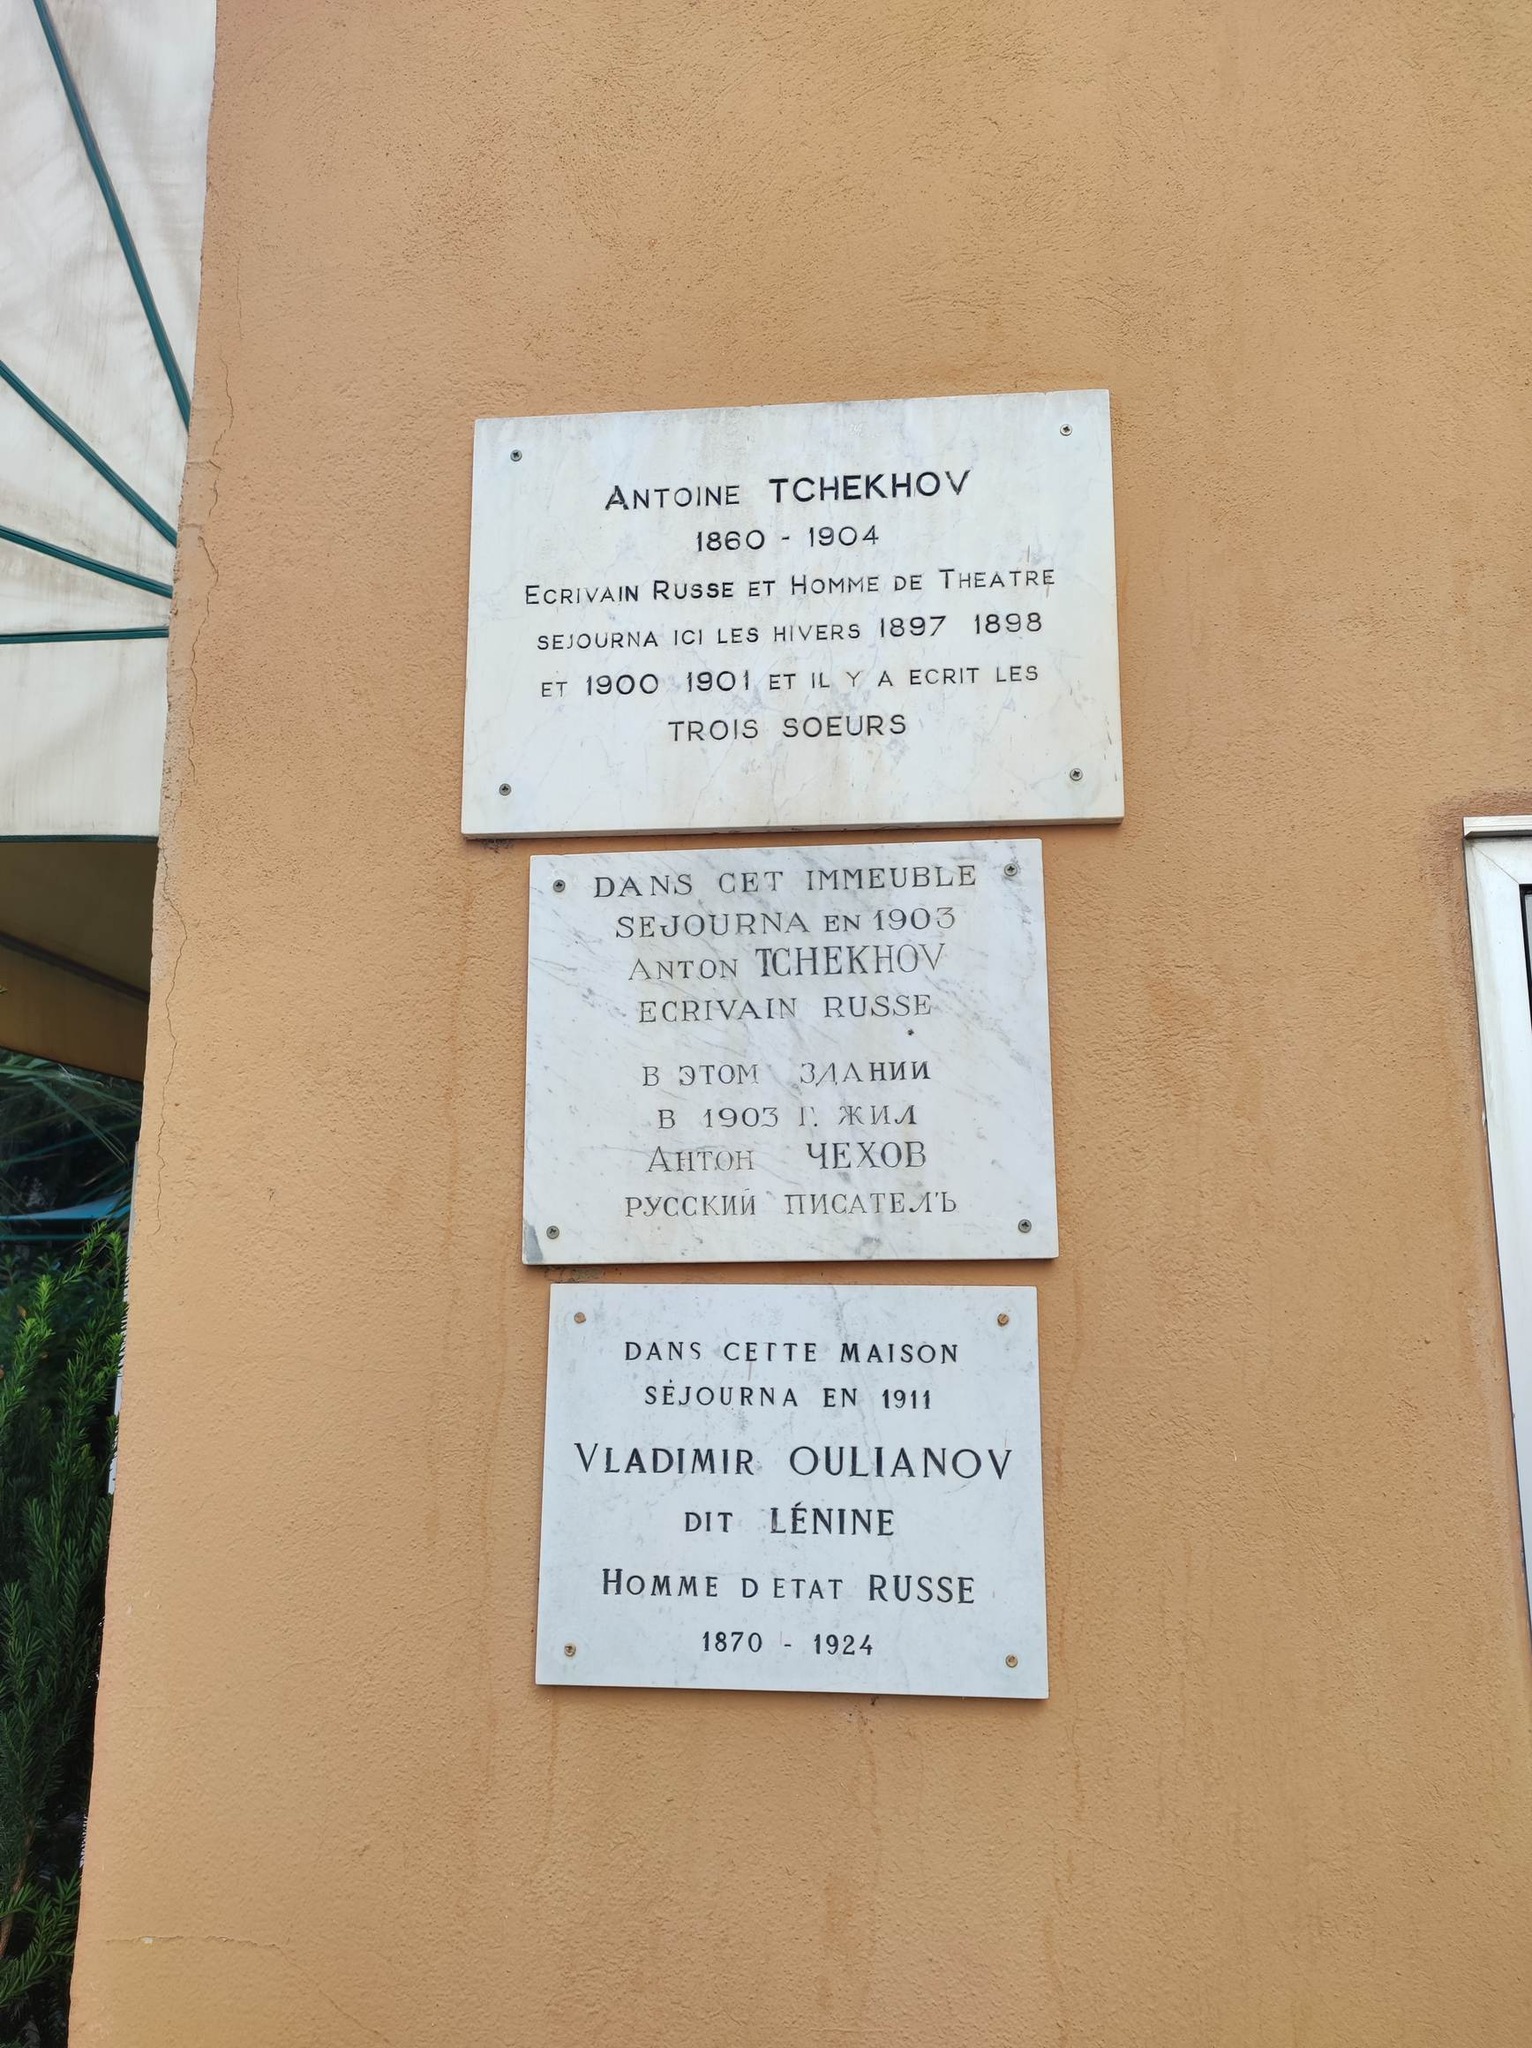 ANTOINE TCHEKHOV
1860 - 1904
ECRIVAIN RUSSE ET HOMME DE THEATRE
SEJOURNA ICI LES HIVERS 1897 1898
ET 1900 1901 ET IL Y A ECRIT LES
TROIS SOEURS
DANS CET IMMEUBLE
SEJOURNA EN 1903
ANTON TCHEKHOV
ECRIVAIN RUSSE
В ЭТОМ ЗДАНИИ
В 1903 Г. ЖИЛ
АНТОН ЧЕХОВ
РУССКИЙ ПИСАТЕЛЬ
DANS CETTE MAISON
SÉJOURNA EN 1911
VLADIMIR OULIANOV
DIT LÉNINE
HOMME D ETAT RUSSE
1870 - 1924